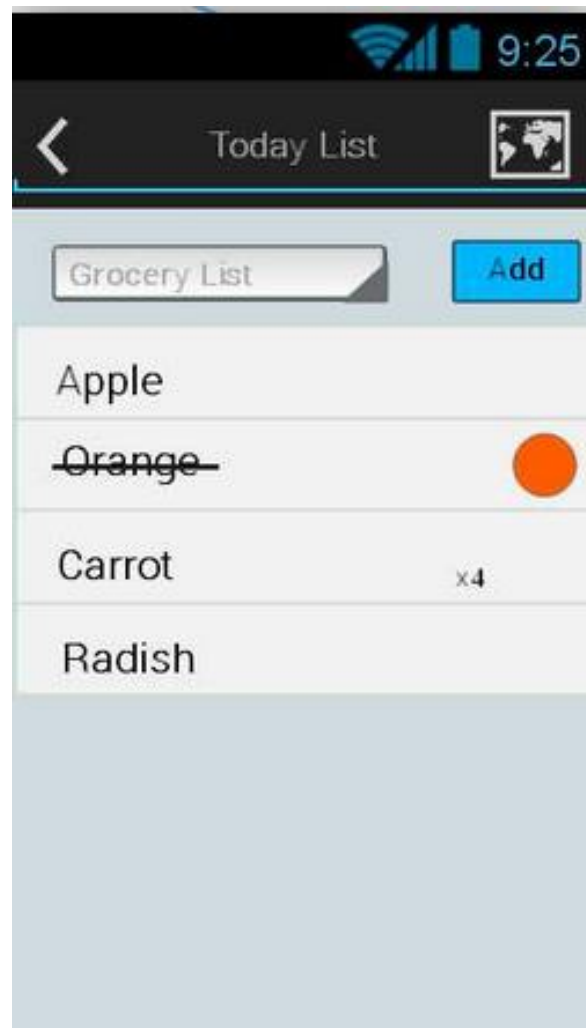 9:25
Today List
Grocery List Add
Apple
Orange
Carrot x4
Radish